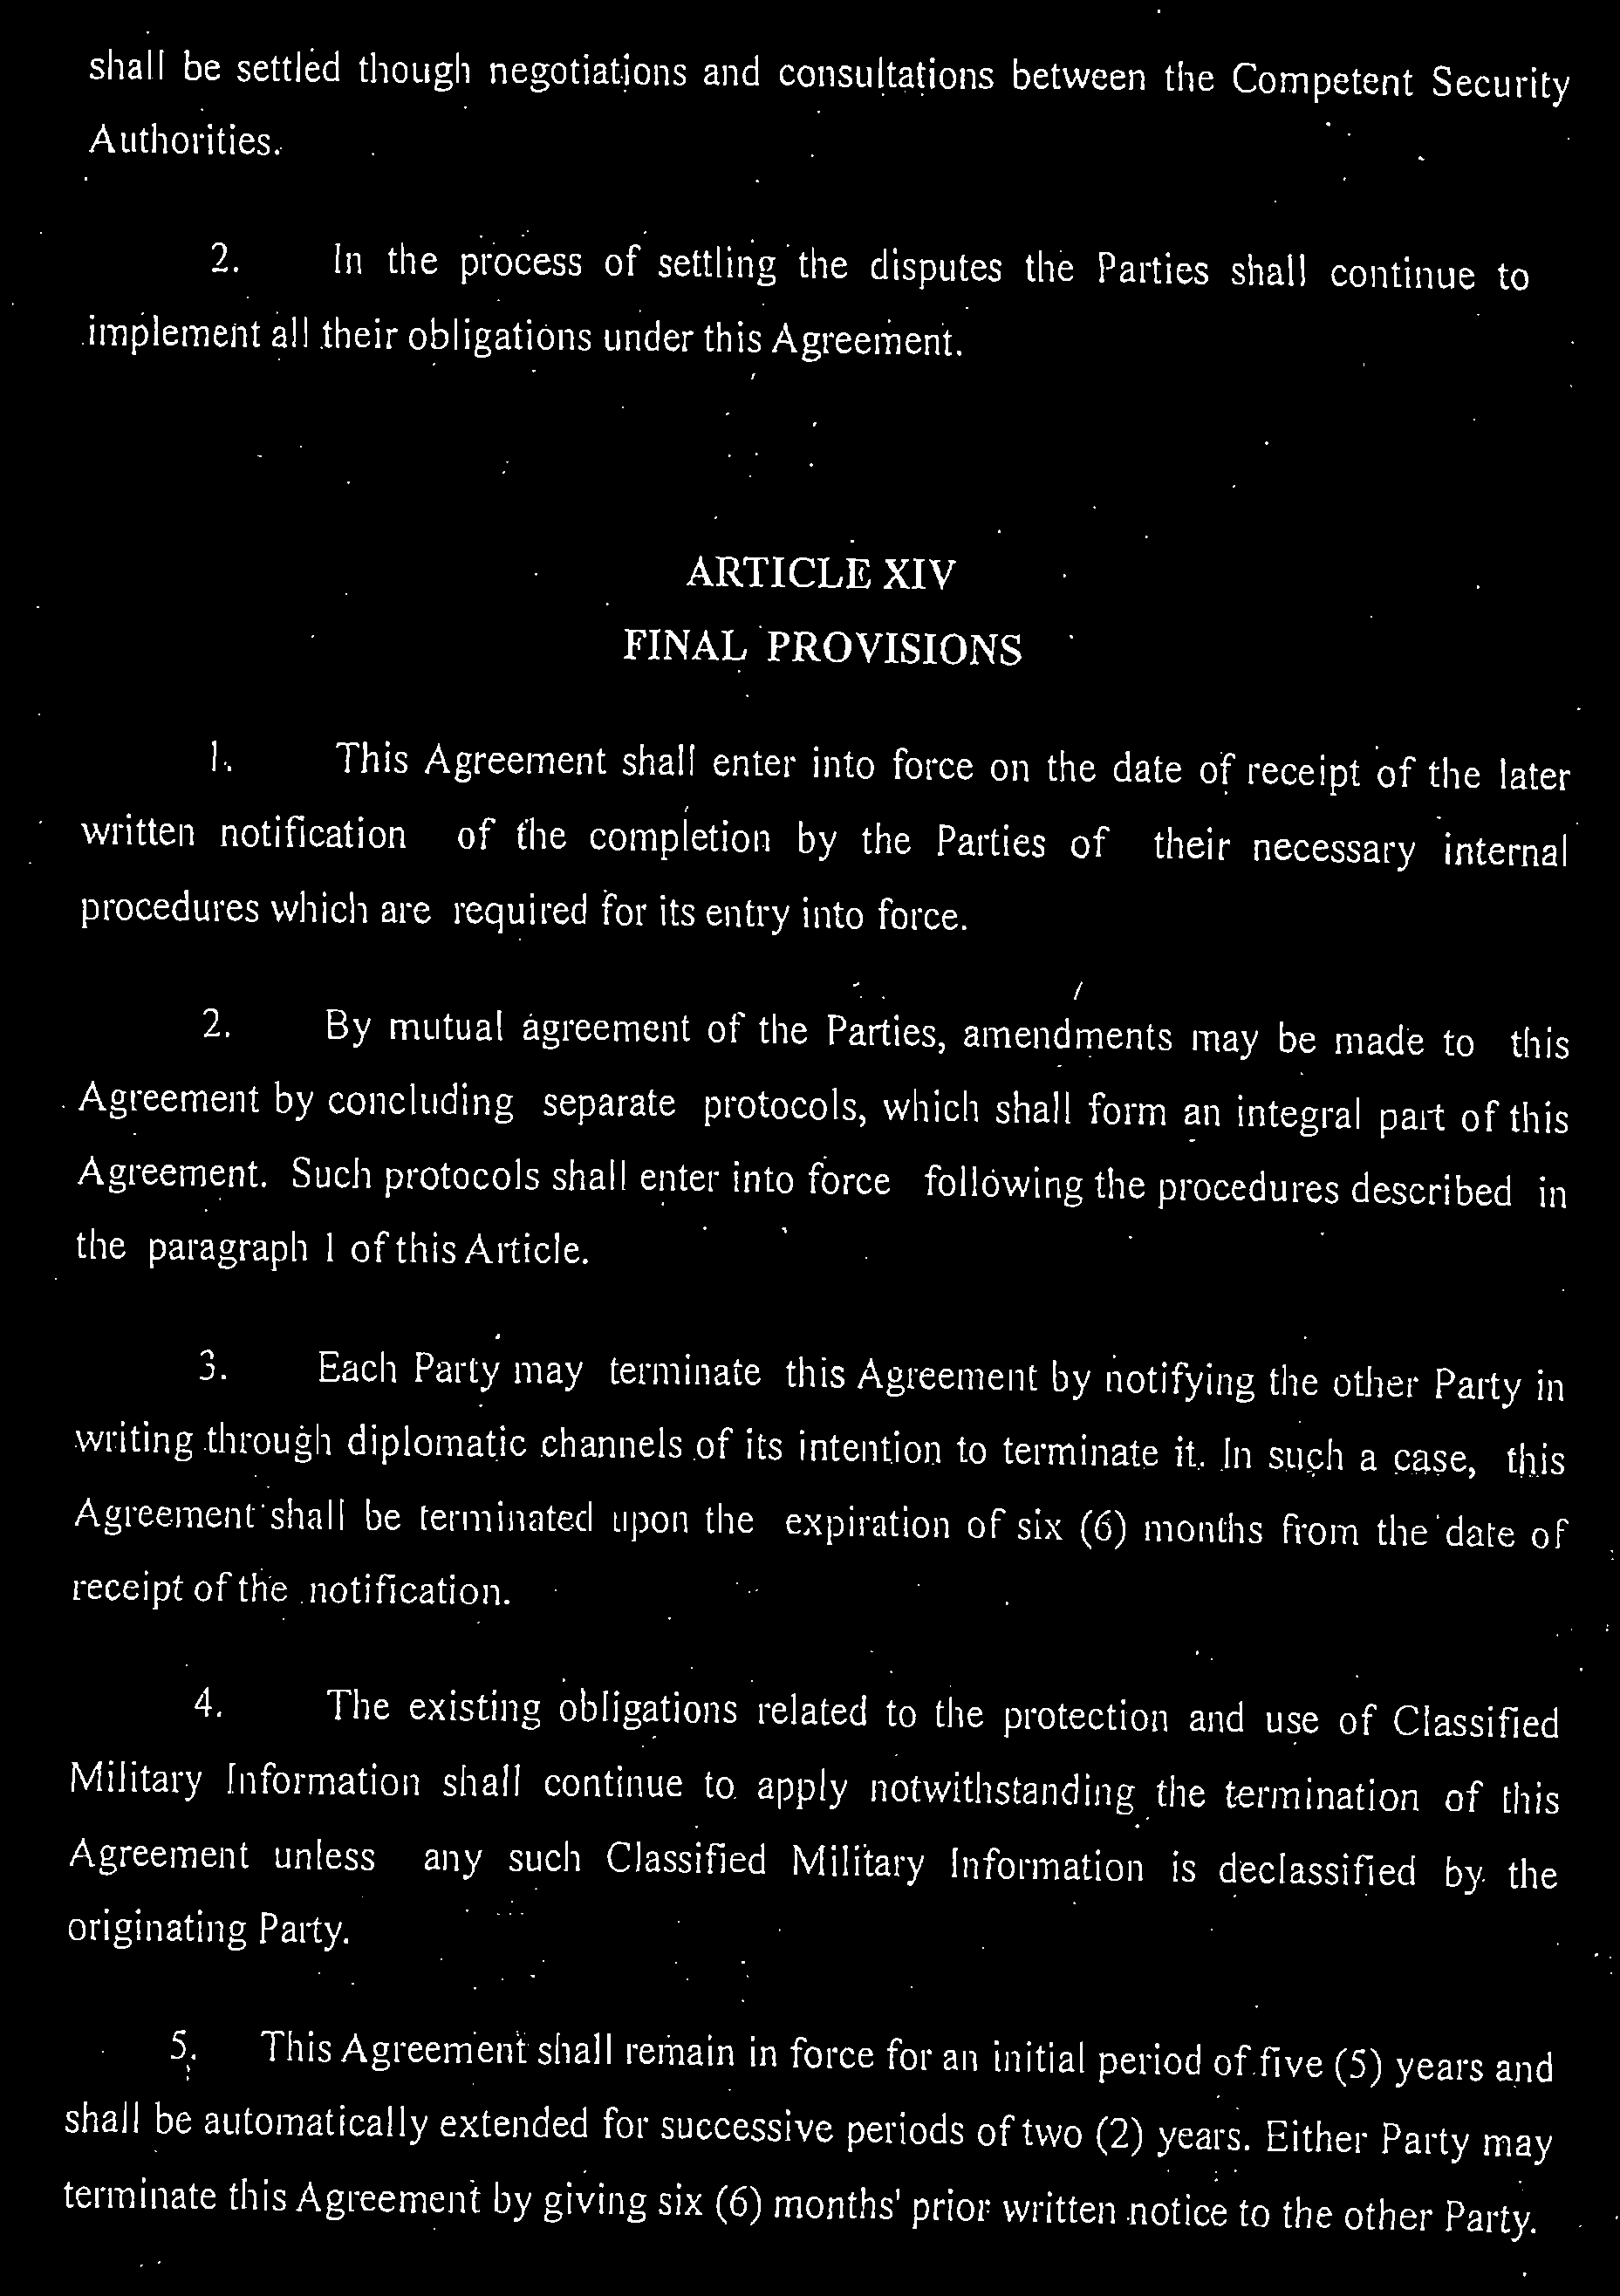 shall be settled though negotiations and consultations between the Competent Security
Authorities.
2. In the process of settling the disputes the Parties shall continue to
implement all their obligations under this Agreement.
ARTICLE XIV
FINAL PROVISIONS
1. This Agreement shall enter into force on the date of receipt of the later
written notification of the completion by the Parties of their necessary internal
procedures which are required for its entry into force.
2. By mutual agreement of the Parties, amendments may be made to this
Agreement by concluding separate protocols, which shall form an integral part of this
Agreement. Such protocols shall enter into force following the procedures described in
the paragraph 1 of this Article.
3. Each Party may terminate this Agreement by notifying the other Party in
writing through diplomatic channels of its intention to terminate it. In such a case, this
Agreement shall be terminated upon the expiration of six (6) months from the date of
receipt of the notification.
4. The existing obligations related to the protection and use of Classified
Military Information shall continue to apply notwithstanding the termination of this
Agreement unless any such Classified Military Information is declassified by the
originating Party.
5. This Agreement shall remain in force for an initial period of five (5) years and
shall be automatically extended for successive periods of two (2) years. Either Party may
terminate this Agreement by giving six (6) months' prior written notice to the other Party.